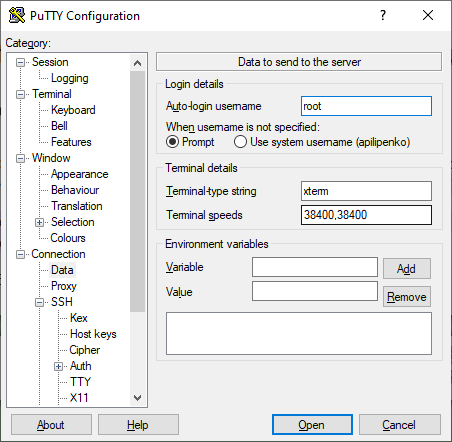 PuTTY Configuration
?
Category:
Session
Logging
Terminal
Keyboard
Bell
Features
Window
Appearance
Behaviour
Translation
Selection
Colours
Connection
Data
Proxy
SSH
Kex
Host keys
Cipher
Auth
TTY
X11
Data to send to the server
Login details
Auto-login username root
When username is not specified:
Prompt Use system username (apilipenko)
Terminal details
Terminal-type string xterm
Terminal speeds 38400,38400
Environment variables
Variable Add
Value Remove
About Help Open Cancel